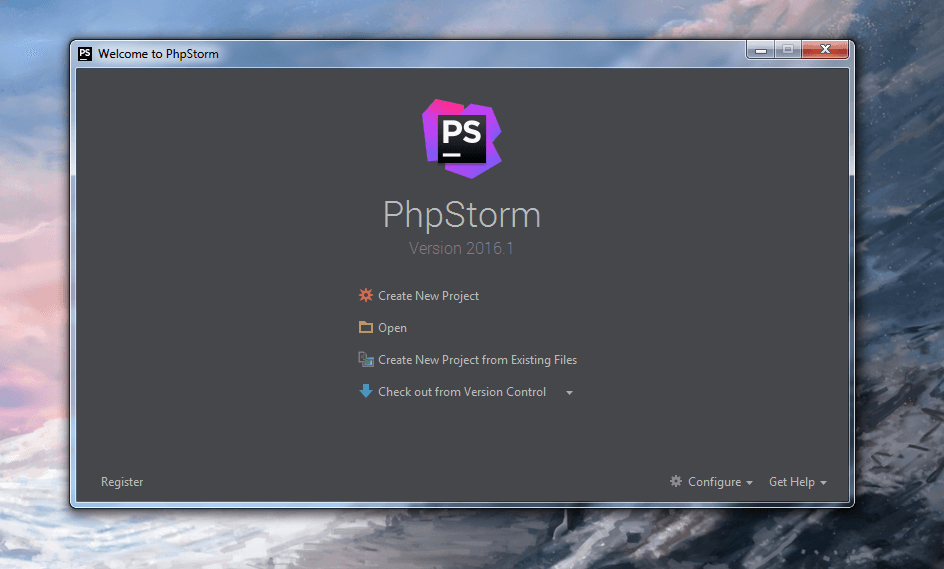 PS Welcome to PhpStorm
PS
PhpStorm
Version 2016.1
Create New Project
Open
Create New Project from Existing Files
Check out from Version Control
Register Configure Get Help